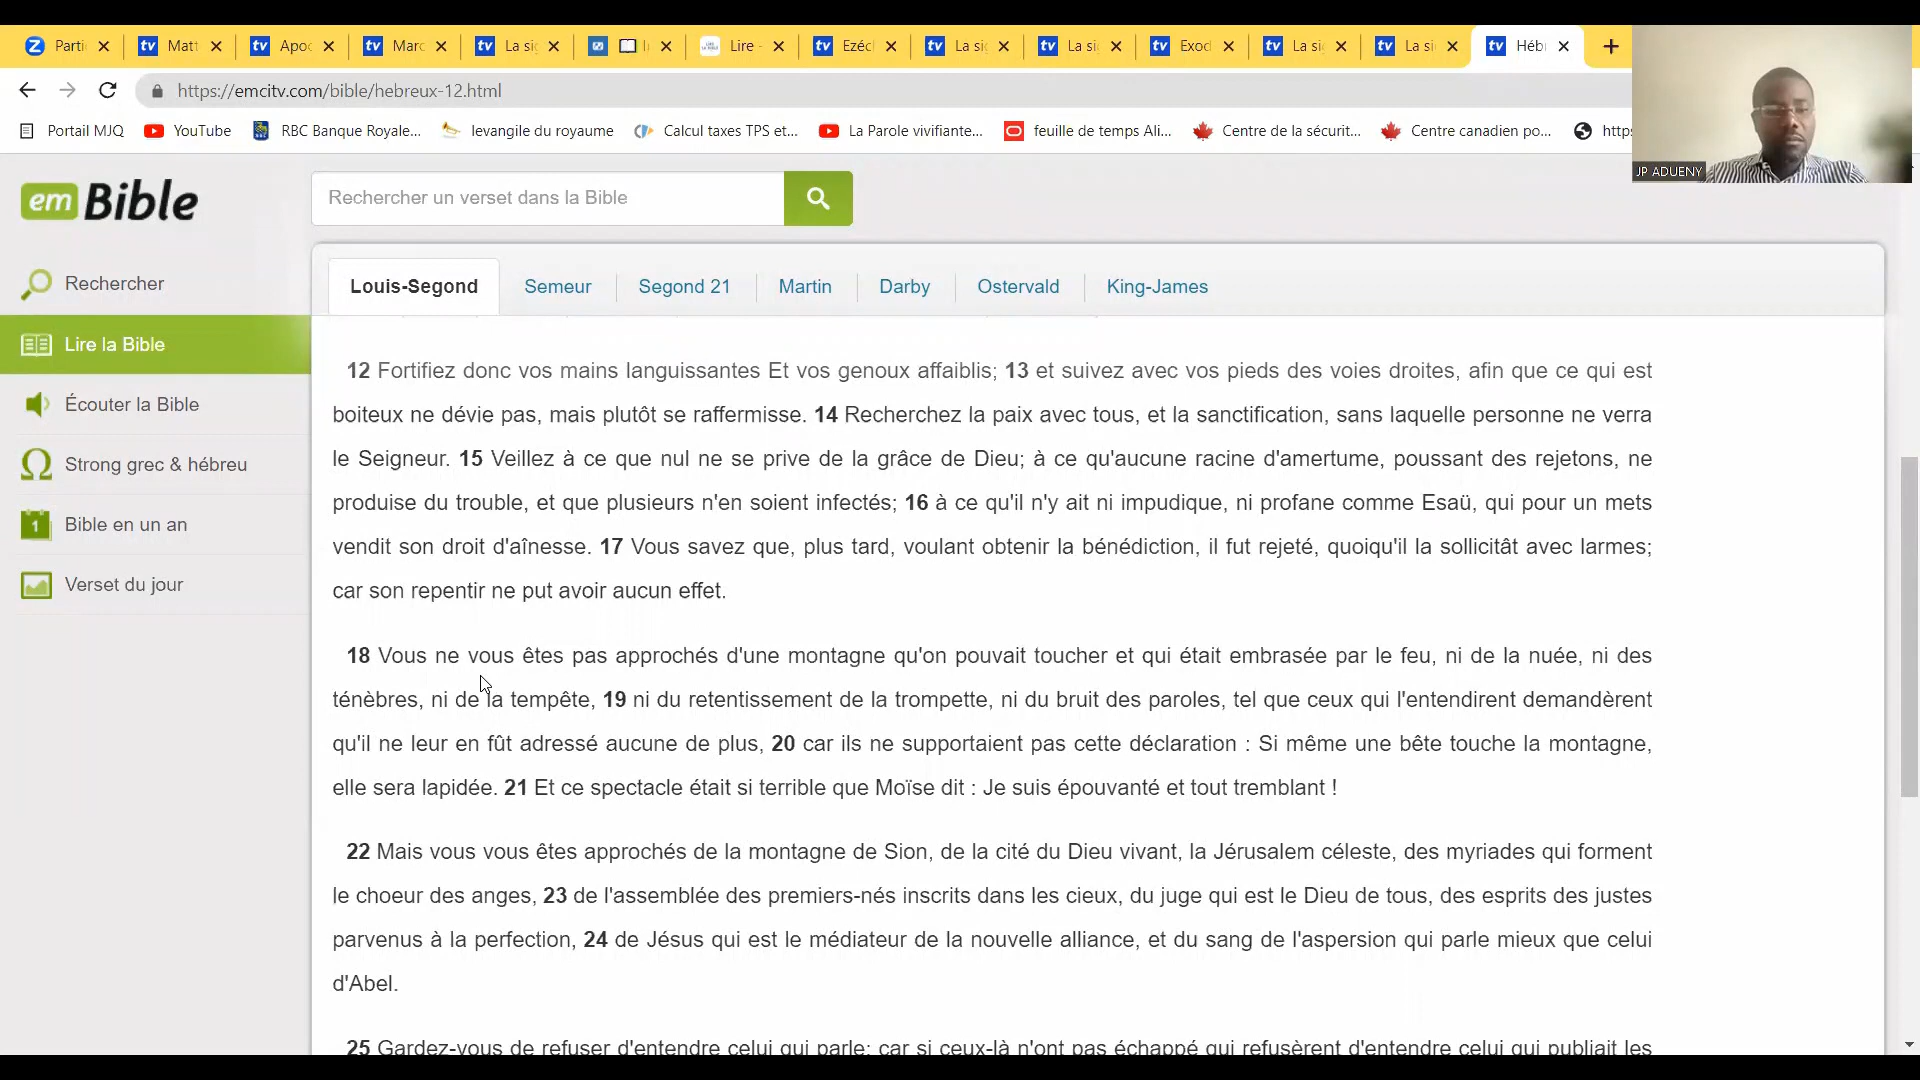 Parti
Matt
Apoc
Marc
La si
Lire -
Ezéc
La si
La si
Exod
La si
La si
Héb
https://emcitv.com/bible/hebreux-12.html
Portail MJQ
YouTube
RBC Banque Royale...
levangile du royaume
Calcul taxes TPS et...
La Parole vivifiante...
feuille de temps Ali...
Centre de la sécurit...
Centre canadien po...
https
JP ADUENY
em Bible
Rechercher un verset dans la Bible
Rechercher
Lire la Bible
Écouter la Bible
Strong grec & hébreu
1
Bible en un an
Verset du jour
Louis-Segond
Semeur
Segond 21
Martin
Darby
Ostervald
King-James
12 Fortifiez donc vos mains languissantes Et vos genoux affaiblis; 13 et suivez avec vos pieds des voies droites, afin que ce qui est
boiteux ne dévie pas, mais plutôt se raffermisse. 14 Recherchez la paix avec tous, et la sanctification, sans laquelle personne ne verra
le Seigneur. 15 Veillez à ce que nul ne se prive de la grâce de Dieu; à ce qu'aucune racine d'amertume, poussant des rejetons, ne
produise du trouble, et que plusieurs n'en soient infectés; 16 à ce qu'il n'y ait ni impudique, ni profane comme Esaü, qui pour un mets
vendit son droit d'aînesse. 17 Vous savez que, plus tard, voulant obtenir la bénédiction, il fut rejeté, quoiqu'il la sollicitât avec larmes;
car son repentir ne put avoir aucun effet.
18 Vous ne vous êtes pas approchés d'une montagne qu'on pouvait toucher et qui était embrasée par le feu, ni de la nuée, ni des
ténèbres, ni de la tempête, 19 ni du retentissement de la trompette, ni du bruit des paroles, tel que ceux qui l'entendirent demandèrent
qu'il ne leur en fût adressé aucune de plus, 20 car ils ne supportaient pas cette déclaration : Si même une bête touche la montagne,
elle sera lapidée. 21 Et ce spectacle était si terrible que Moïse dit : Je suis épouvanté et tout tremblant !
22 Mais vous vous êtes approchés de la montagne de Sion, de la cité du Dieu vivant, la Jérusalem céleste, des myriades qui forment
le choeur des anges, 23 de l'assemblée des premiers-nés inscrits dans les cieux, du juge qui est le Dieu de tous, des esprits des justes
parvenus à la perfection, 24 de Jésus qui est le médiateur de la nouvelle alliance, et du sang de l'aspersion qui parle mieux que celui
d'Abel.
25 Gardez-vous de refuser d'entendre celui qui parle; car si ceux-là n'ont pas échappé qui refusèrent d'entendre celui qui publiait les